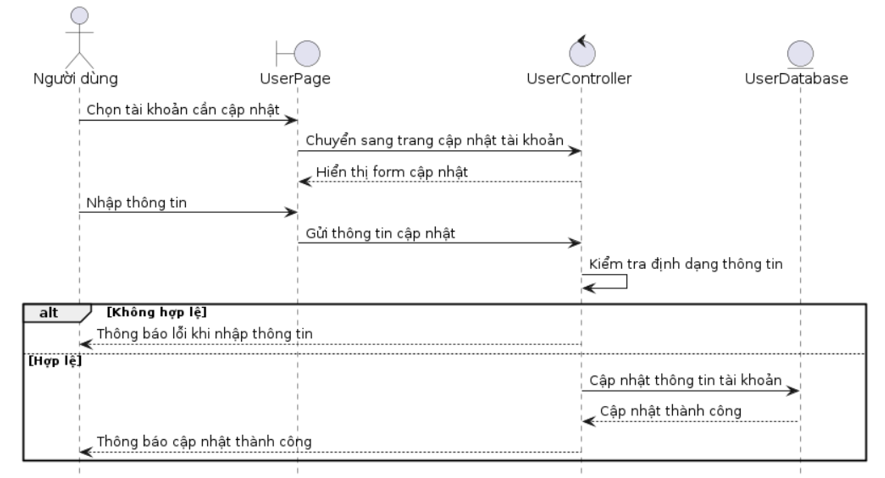 Người dùng
UserPage
UserController
UserDatabase
Chọn tài khoản cần cập nhật
Chuyển sang trang cập nhật tài khoản
Hiển thị form cập nhật
Nhập thông tin
Gửi thông tin cập nhật
Kiểm tra định dạng thông tin
alt
[Không hợp lệ]
Thông báo lỗi khi nhập thông tin
[Hợp lệ]
Cập nhật thông tin tài khoản
Cập nhật thành công
Thông báo cập nhật thành công